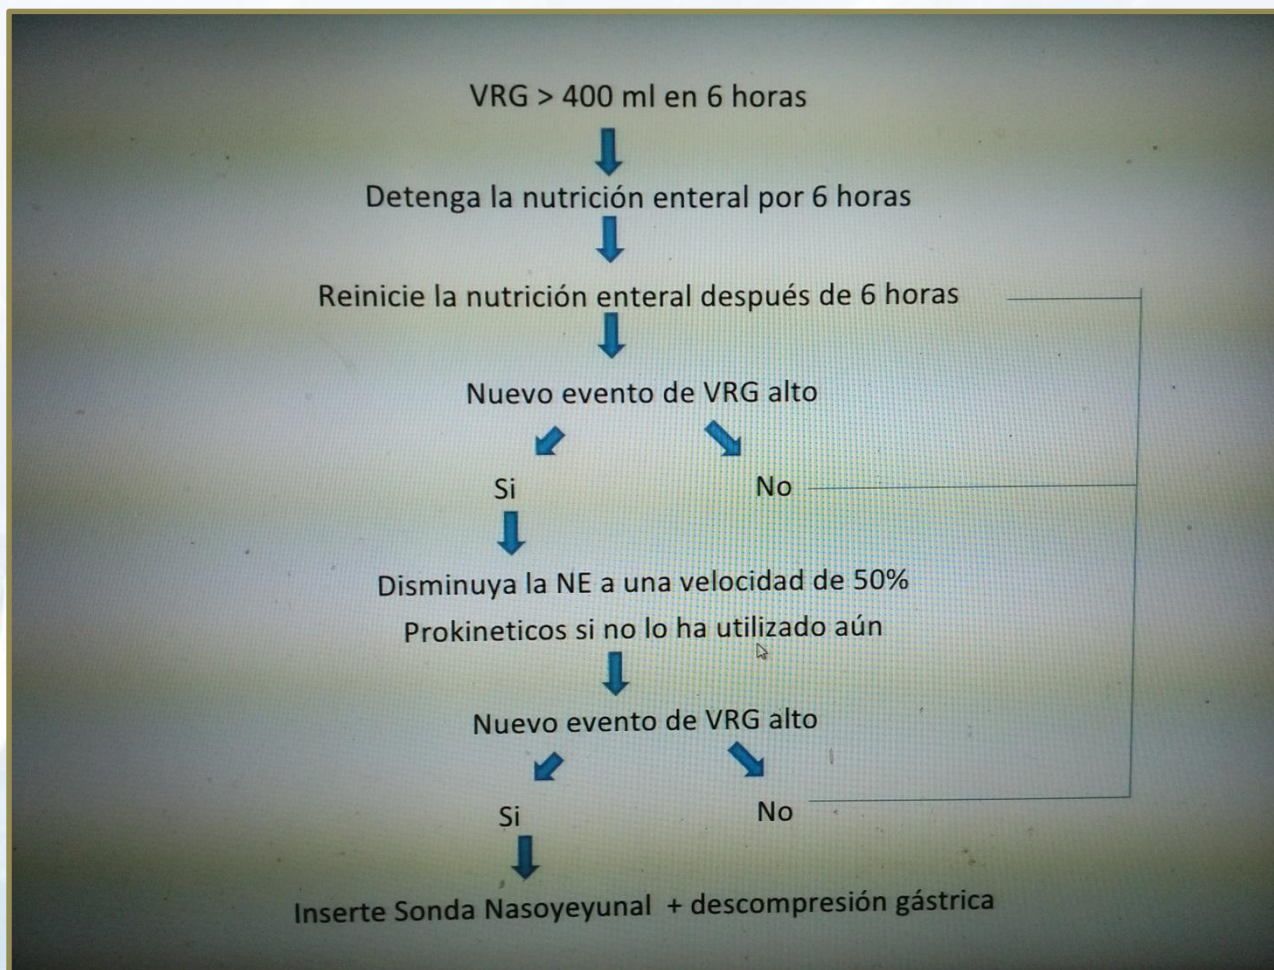 VRG > 400 ml en 6 horas
Detenga la nutrición enteral por 6 horas
Reinicie la nutrición enteral después de 6 horas
Nuevo evento de VRG alto
Si
No
Disminuya la NE a una velocidad de 50%
Prokineticos si no lo ha utilizado aún
Nuevo evento de VRG alto
Si
No
Inserte Sonda Nasoyeyunal + descompresión gástrica